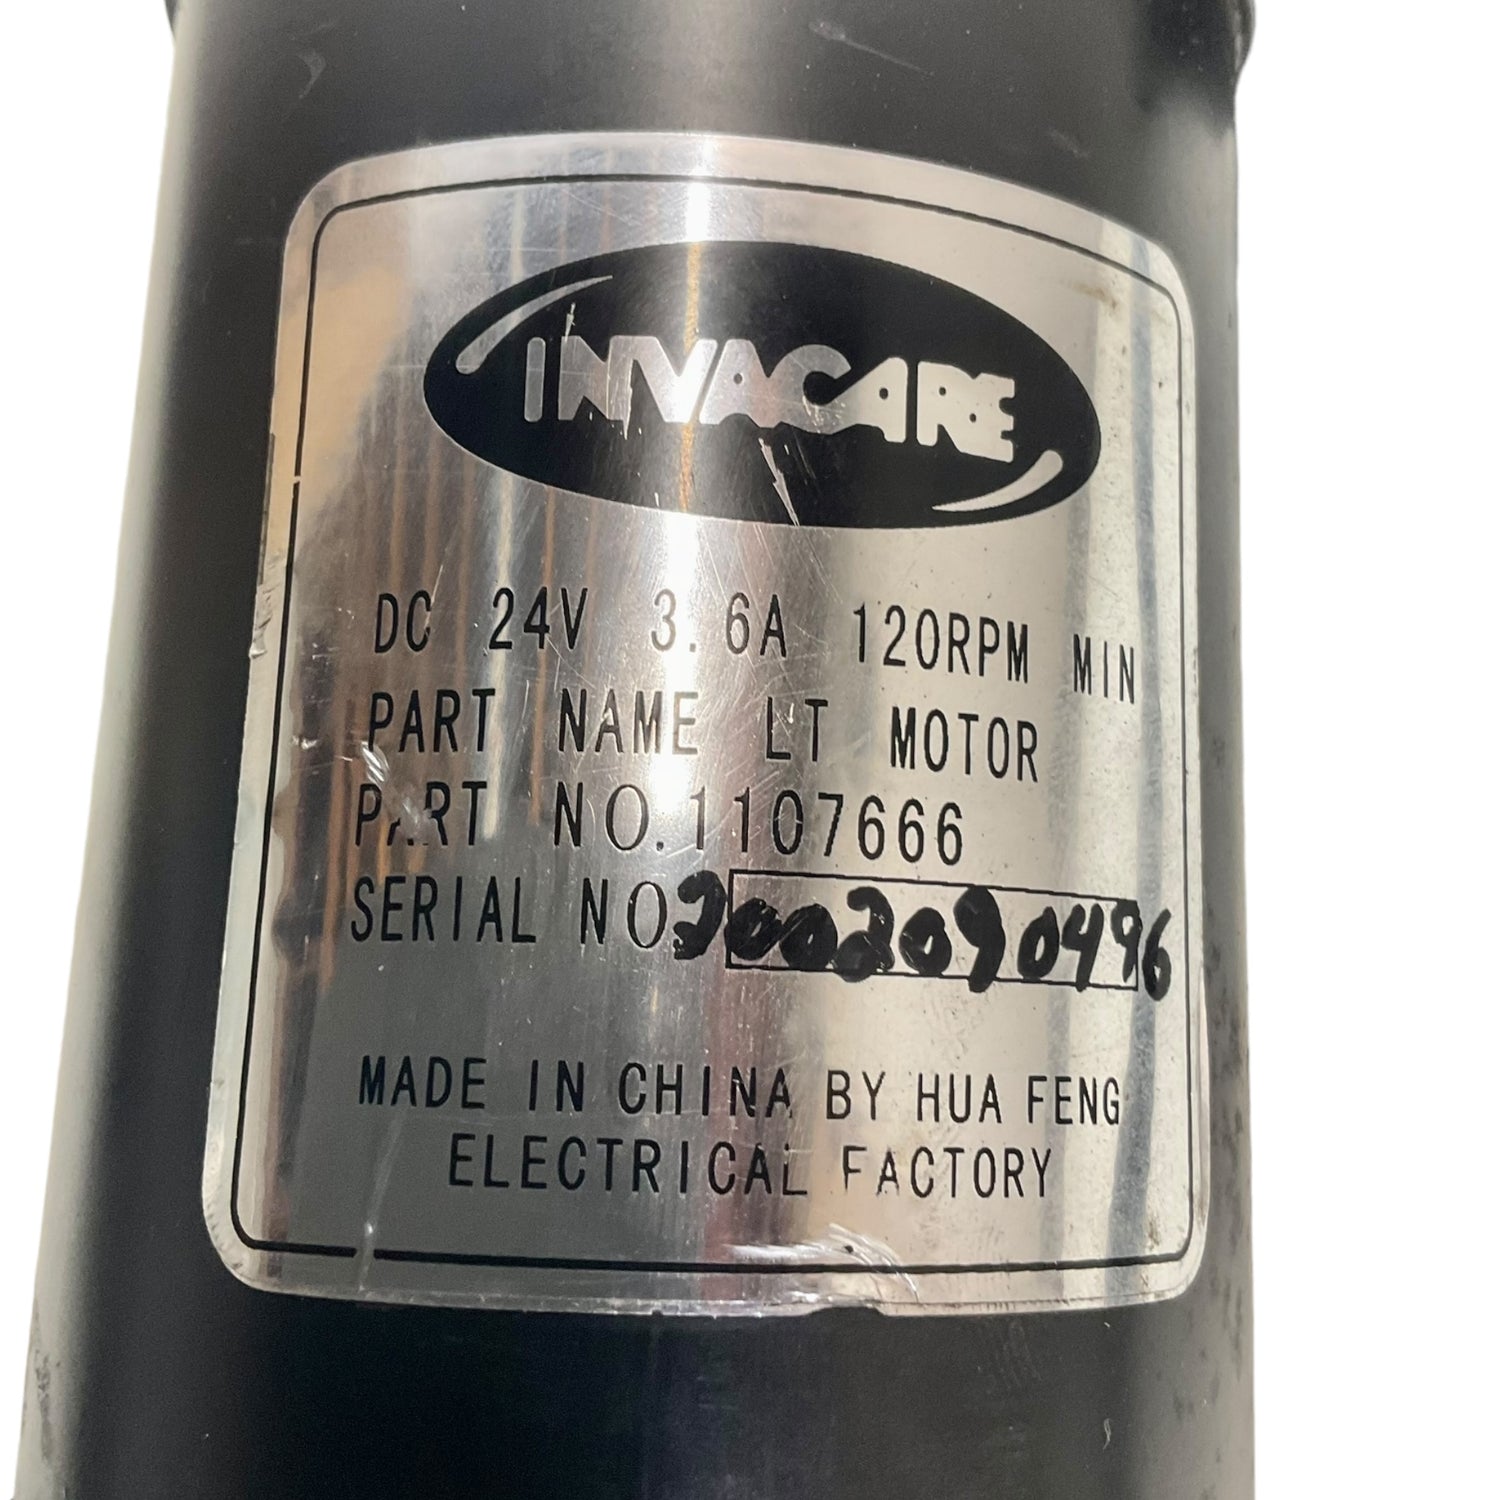 INVACARE
DC 24V 3.6A 120RPM MIN
PART NAME LT MOTOR
PART NO.1107666
SERIAL NO.2002090496
MADE IN CHINA BY HUA FENG
ELECTRICAL FACTORY